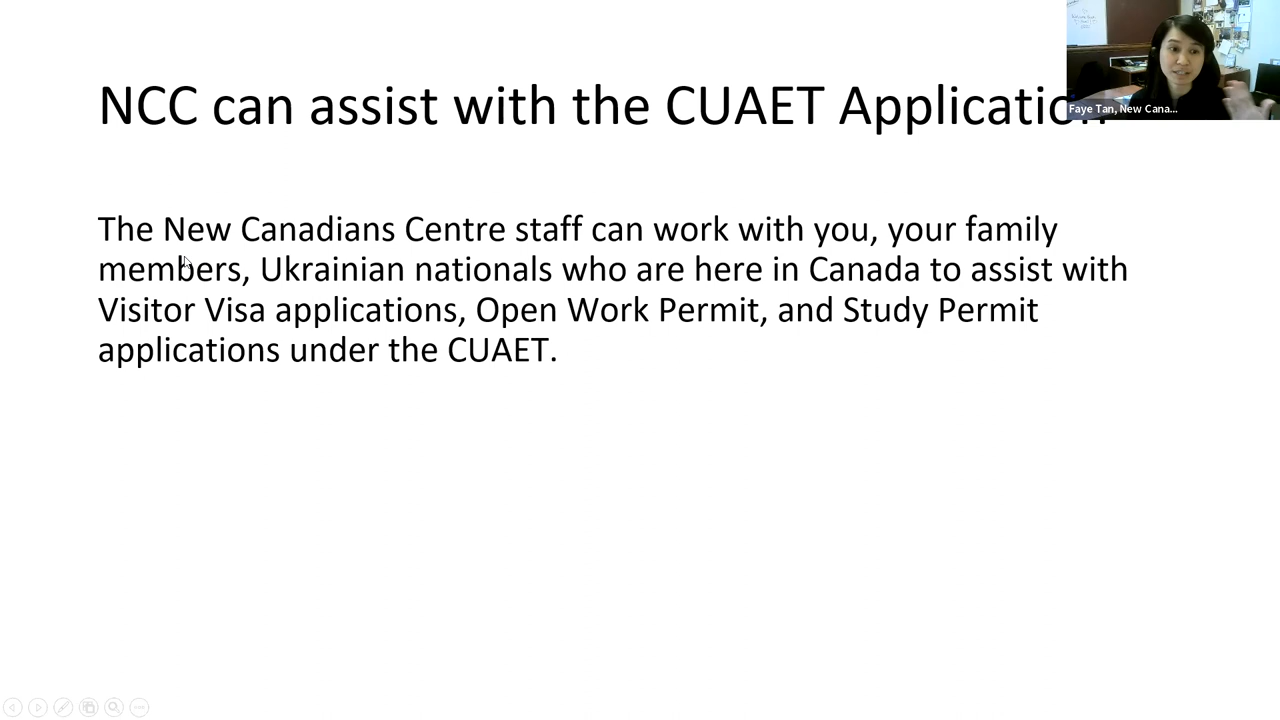 NCC can assist with the CUAET Application
Faye Tan, New Cana...
The New Canadians Centre staff can work with you, your family
members, Ukrainian nationals who are here in Canada to assist with
Visitor Visa applications, Open Work Permit, and Study Permit
applications under the CUAET.